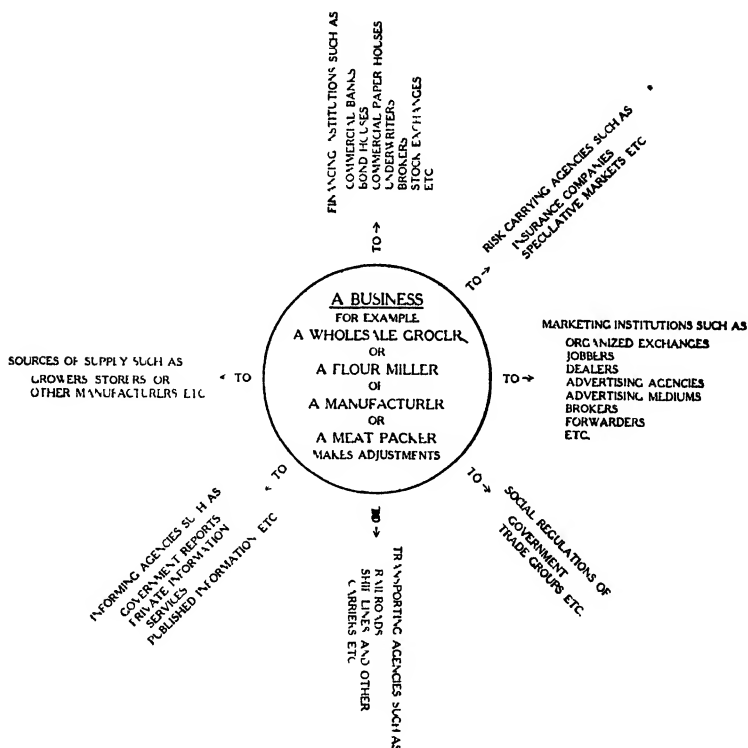 FINANCING INSTITUTIONS SUCH AS
COMMERCIAL BANKS
BOND HOUSES
COMMERCIAL PAPER HOUSES
UNDERWRITERS
BROKERS
STOCK EXCHANGES
ETC
TO →
RISK CARRYING AGENCIES SUCH AS
INSURANCE COMPANIES
SPECULATIVE MARKETS ETC
TO →
A BUSINESS
FOR EXAMPLE
A WHOLESALE GROCER
OR
A FLOUR MILLER
OR
A MANUFACTURER
OR
A MEAT PACKER
MAKES ADJUSTMENTS
MARKETING INSTITUTIONS SUCH AS
ORGANIZED EXCHANGES
JOBBERS
DEALERS
ADVERTISING AGENCIES
ADVERTISING MEDIUMS
BROKERS
FORWARDERS
ETC.
TO →
SOURCES OF SUPPLY SUCH AS
GROWERS STORERS OR
OTHER MANUFACTURERS ETC
← TO
← TO
INFORMING AGENCIES SUCH AS
GOVERNMENT REPORTS
PRIVATE INFORMATION
SERVICES
PUBLISHED INFORMATION ETC
TO →
TRANSPORTING AGENCIES SUCH AS
RAILROADS
SHIP LINES AND OTHER
CARRIERS ETC
TO →
SOCIAL REGULATIONS OF
GOVERNMENT
TRADE GROUPS ETC.